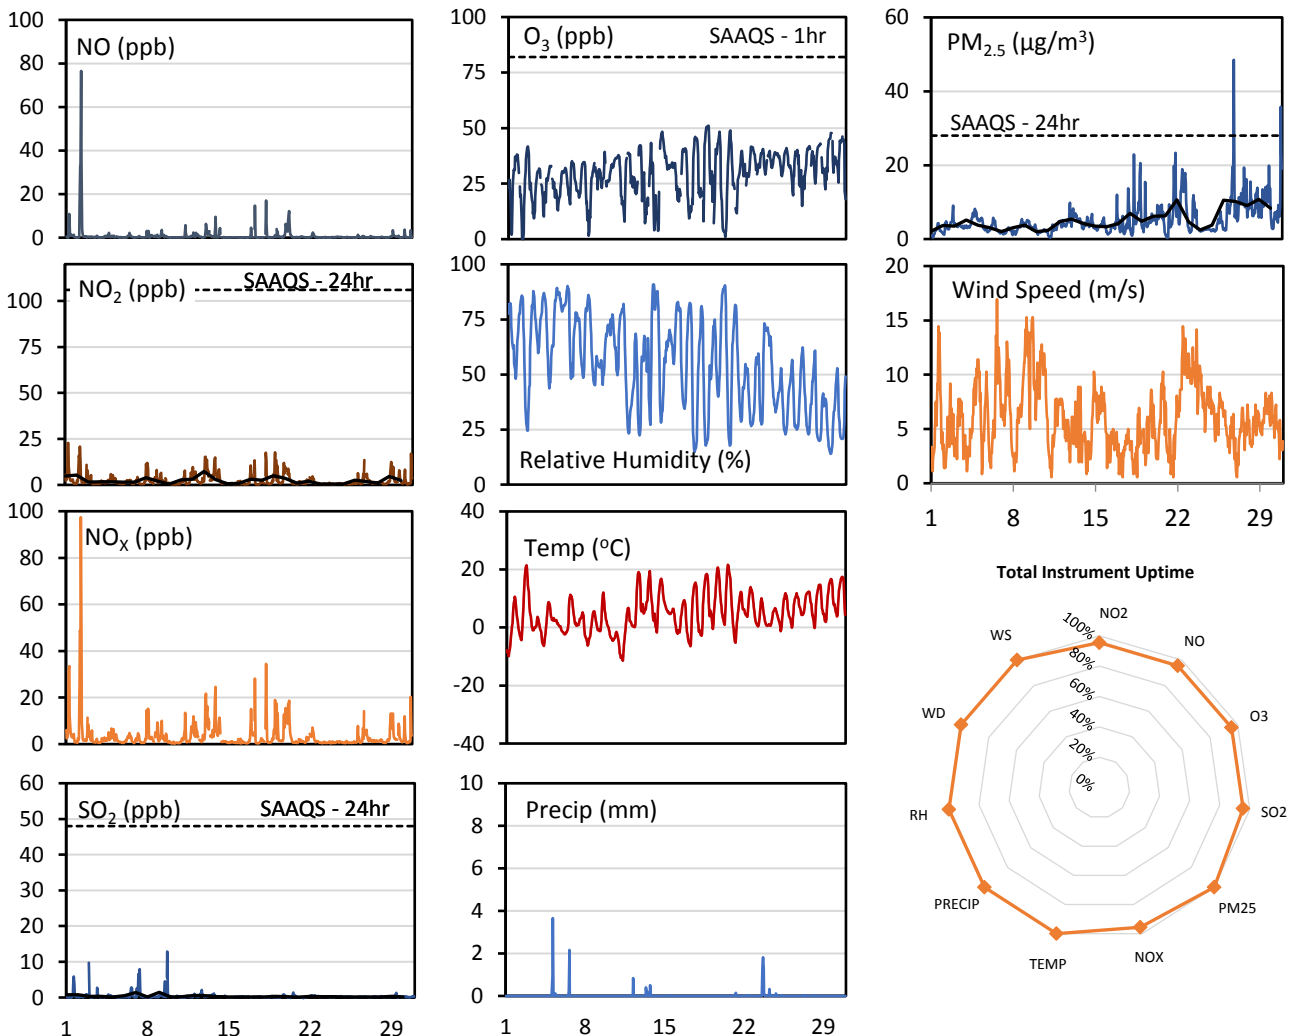 NO (ppb)
100
80
60
40
20
0
NO2 (ppb)
SAAQS - 24hr
100
75
50
25
0
NOX (ppb)
100
80
60
40
20
0
SO2 (ppb)
SAAQS - 24hr
60
50
40
30
20
10
0
1 8 15 22 29
O3 (ppb)
SAAQS - 1hr
100
75
50
25
0
100
75
50
25
0
Relative Humidity (%)
Temp (oC)
40
20
0
-20
-40
Precip (mm)
10
8
6
4
2
0
1 8 15 22 29
PM2.5 (µg/m3)
60
40
20
0
SAAQS - 24hr
Wind Speed (m/s)
20
15
10
5
0
1 8 15 22 29
Total Instrument Uptime
NO2
NO
O3
SO2
PM25
NOX
TEMP
PRECIP
RH
WD
WS
100%
80%
60%
40%
20%
0%